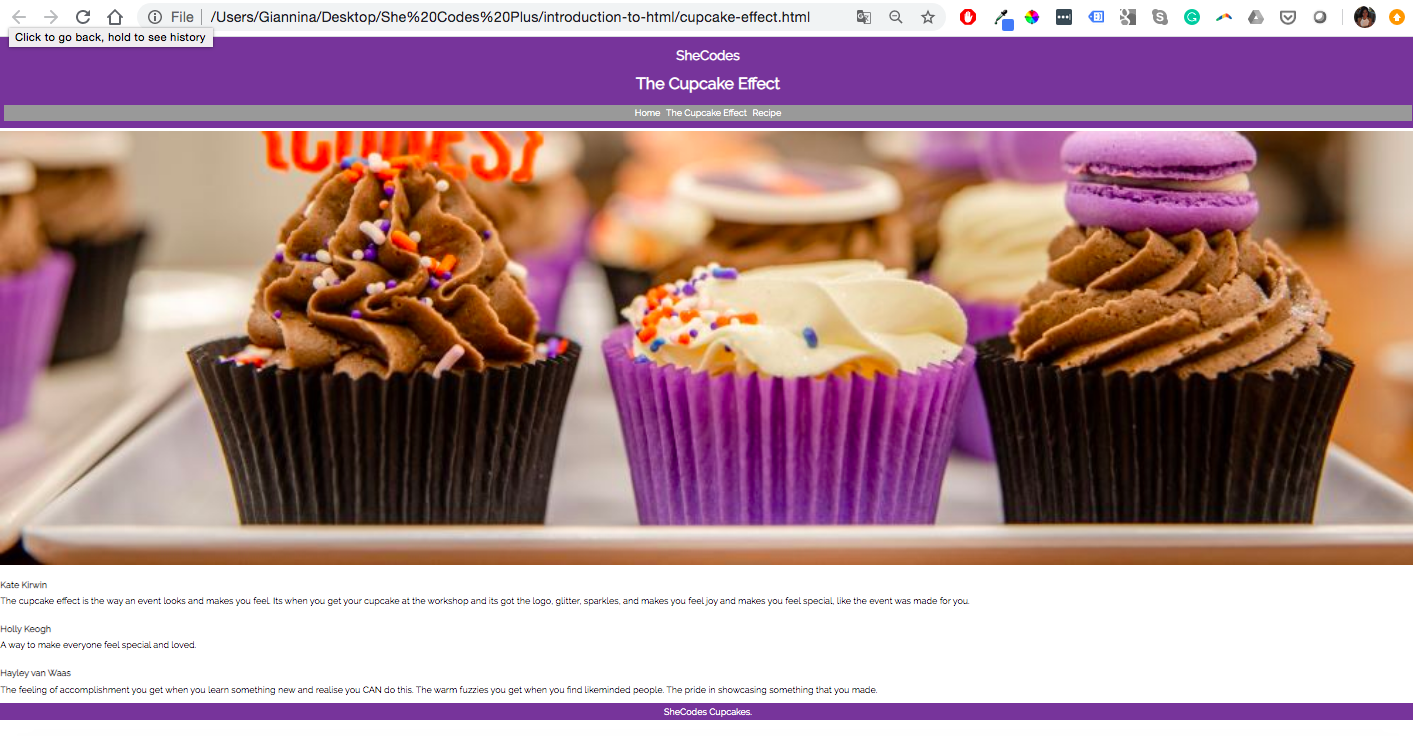 File /Users/Giannina/Desktop/She%20Codes%20Plus/introduction-to-html/cupcake-effect.html
Click to go back, hold to see history
SheCodes
The Cupcake Effect
Home The Cupcake Effect Recipe
{CODES}
Kate Kirwin
The cupcake effect is the way an event looks and makes you feel. Its when you get your cupcake at the workshop and its got the logo, glitter, sparkles, and makes you feel joy and makes you feel special, like the event was made for you.
Holly Keogh
A way to make everyone feel special and loved.
Hayley van Waas
The feeling of accomplishment you get when you learn something new and realise you CAN do this. The warm fuzzies you get when you find likeminded people. The pride in showcasing something that you made.
SheCodes Cupcakes.